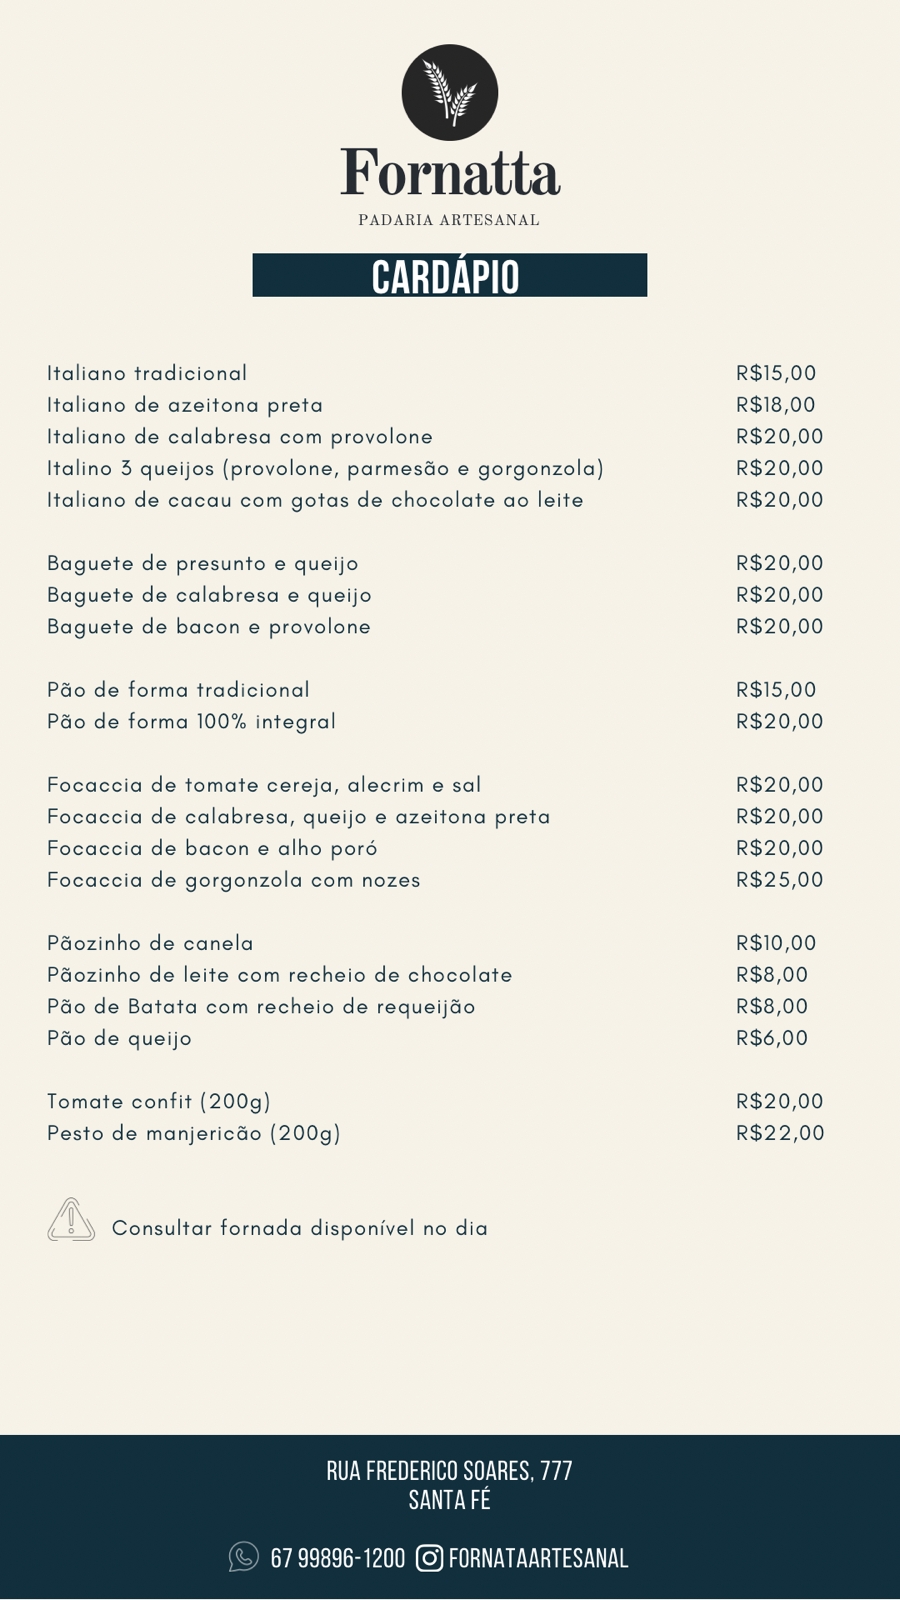 Fornatta
PADARIA ARTESANAL
CARDÁPIO
Italiano tradicional R$15,00
Italiano de azeitona preta R$18,00
Italiano de calabresa com provolone R$20,00
Italino 3 queijos (provolone, parmesão e gorgonzola) R$20,00
Italiano de cacau com gotas de chocolate ao leite R$20,00
Baguete de presunto e queijo R$20,00
Baguete de calabresa e queijo R$20,00
Baguete de bacon e provolone R$20,00
Pão de forma tradicional R$15,00
Pão de forma 100% integral R$20,00
Focaccia de tomate cereja, alecrim e sal R$20,00
Focaccia de calabresa, queijo e azeitona preta R$20,00
Focaccia de bacon e alho poró R$20,00
Focaccia de gorgonzola com nozes R$25,00
Pãozinho de canela R$10,00
Pãozinho de leite com recheio de chocolate R$8,00
Pão de Batata com recheio de requeijão R$8,00
Pão de queijo R$6,00
Tomate confit (200g) R$20,00
Pesto de manjericão (200g) R$22,00
Consultar fornada disponível no dia
RUA FREDERICO SOARES, 777
SANTA FÉ
67 99896-1200 FORNATAARTESANAL